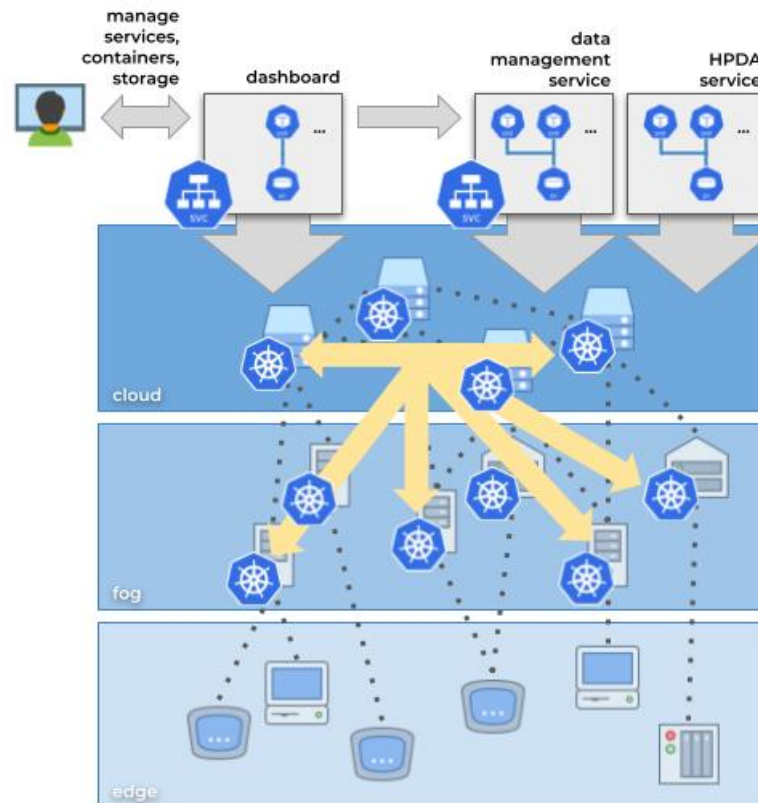 manage
services,
containers,
storage
dashboard
data
management
service
HPDA
service
...
...
...
svc
svc
cloud
fog
edge